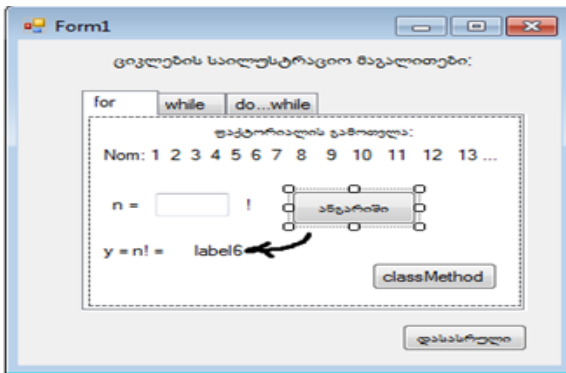 Form1
ციკლების საილუსტრაციო მაგალითები:
for while do...while
ფაქტორიალის გამოთვლა:
Nom: 1 2 3 4 5 6 7 8 9 10 11 12 13 ...
n = ! ანგარიში
y = n! = label6
classMethod
დასასრული